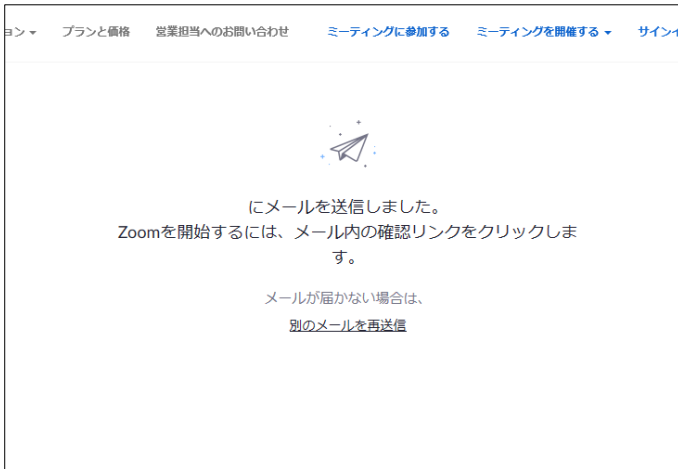 ョン プランと価格 営業担当へのお問い合わせ ミーティングに参加する ミーティングを開催する サインイ
にメールを送信しました。
Zoomを開始するには、メール内の確認リンクをクリックしま
す。
メールが届かない場合は、
別のメールを再送信